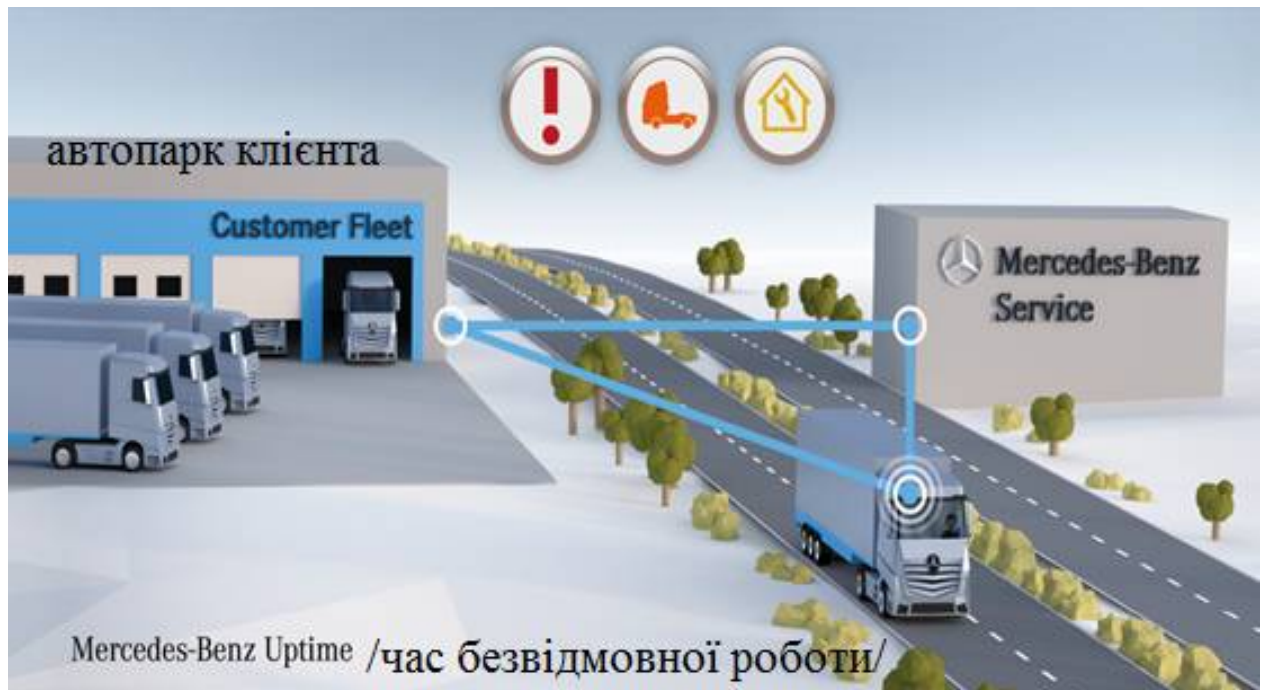 автопарк клієнта
Customer Fleet
Mercedes-Benz
Service
Mercedes-Benz Uptime /час безвідмовної роботи/